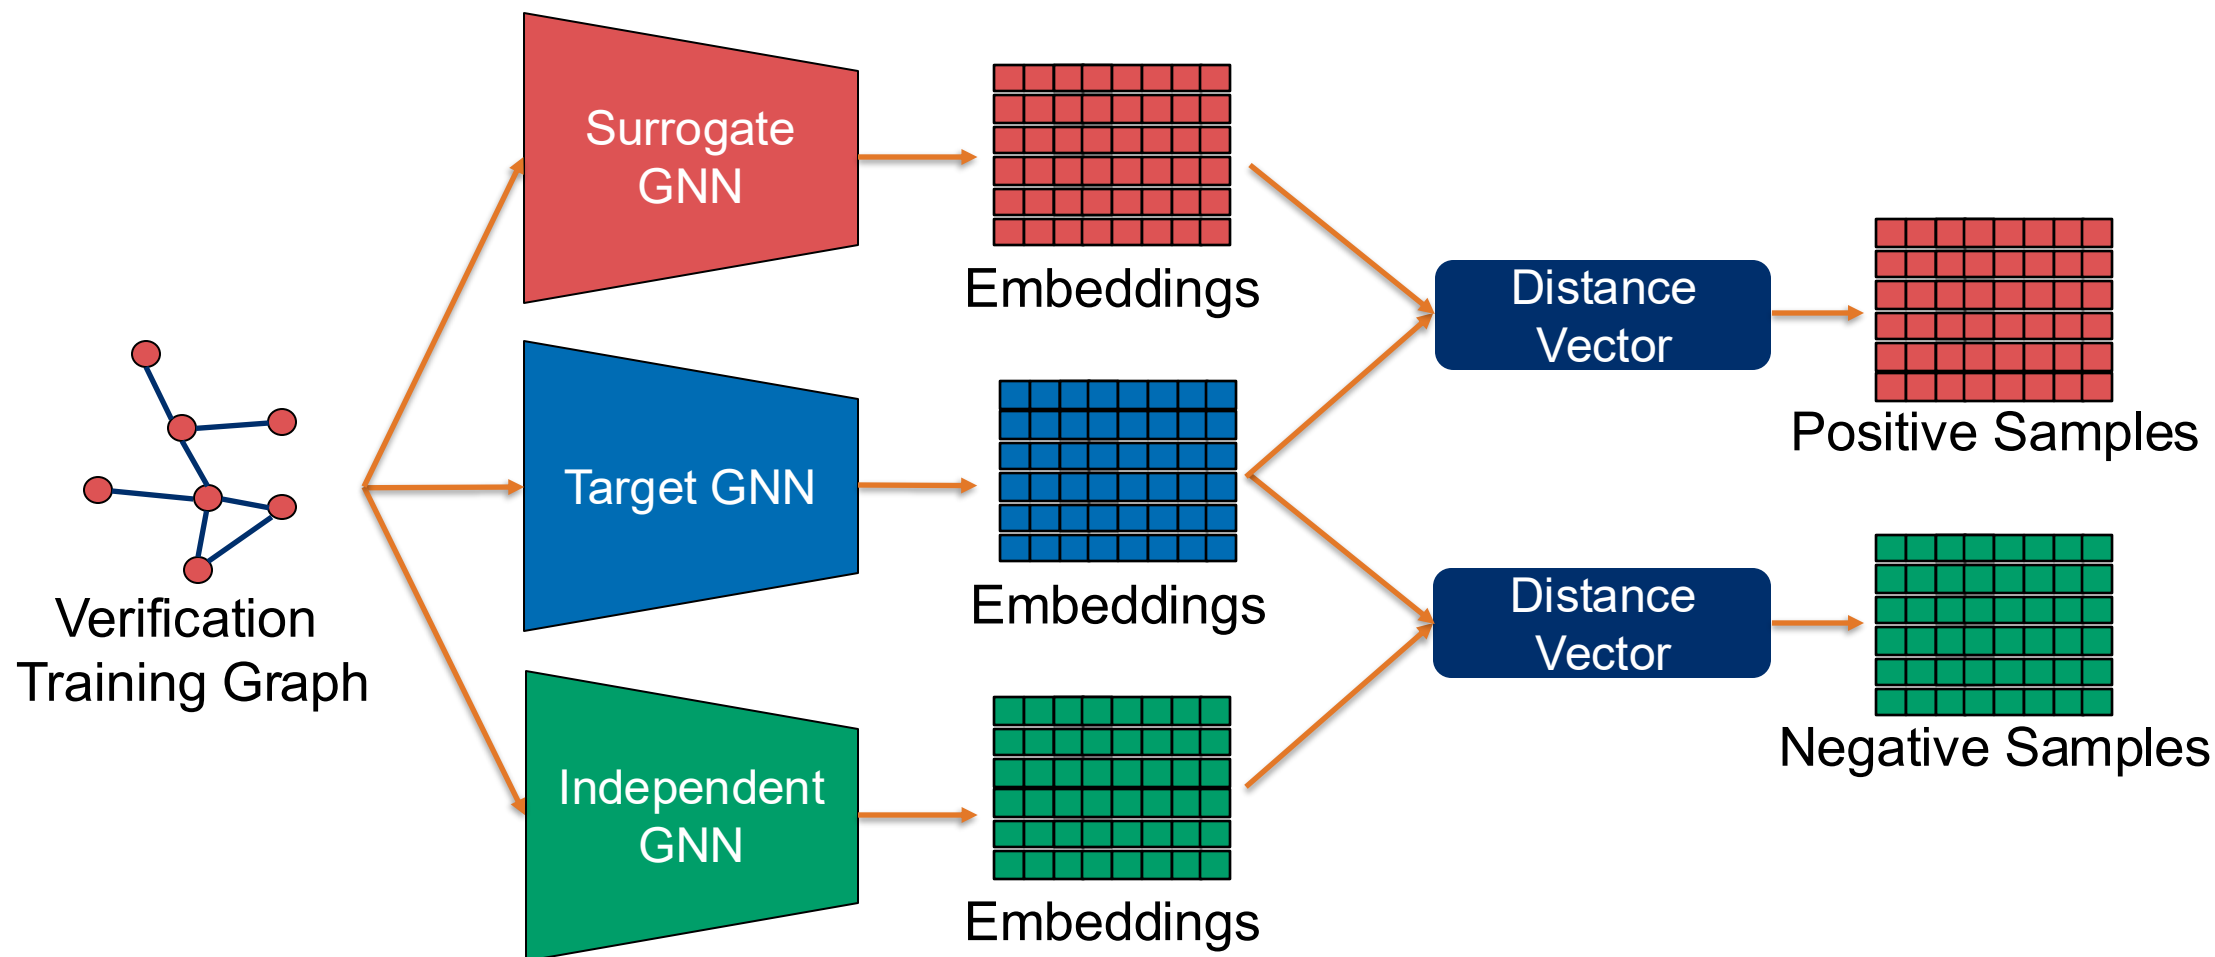 Surrogate
GNN
Embeddings
Distance
Vector
Positive Samples
Verification
Training Graph
Target GNN
Embeddings
Distance
Vector
Negative Samples
Independent
GNN
Embeddings